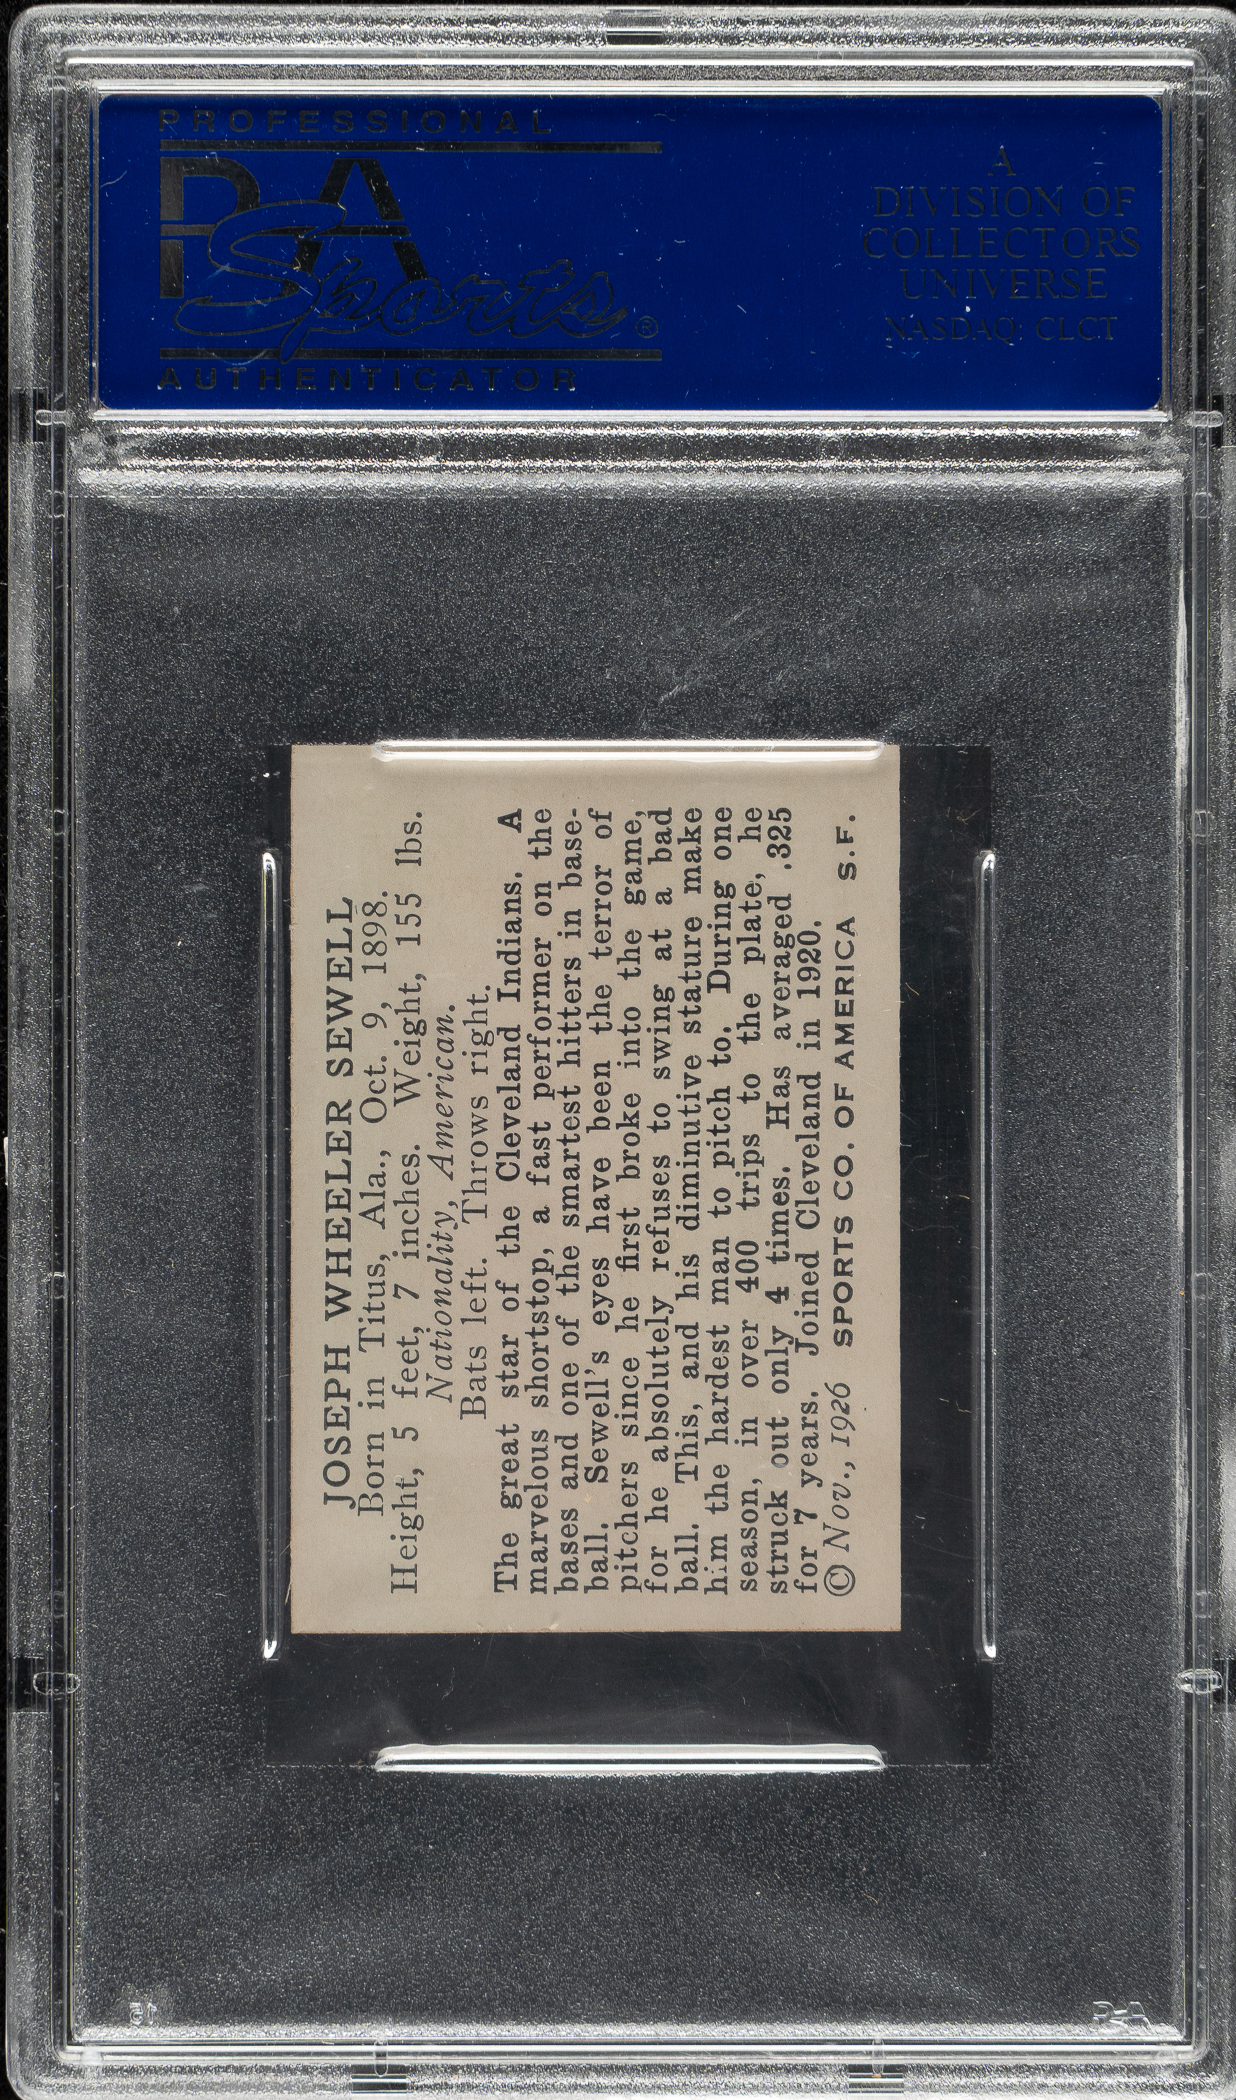 PROFESSIONAL
PSA
Sports®
AUTHENTICATOR
A
DIVISION OF
COLLECTORS
UNIVERSE
NASDAQ: CLCT
JOSEPH WHEELER SEWELL
Born in Titus, Ala., Oct. 9, 1898.
Height, 5 feet, 7 inches. Weight, 155 lbs.
Nationality, American.
Bats left. Throws right.
The great star of the Cleveland Indians. A
marvelous shortstop, a fast performer on the
bases and one of the smartest hitters in base-
ball. Sewell's eyes have been the terror of
pitchers since he first broke into the game,
for he absolutely refuses to swing at a bad
ball. This, and his diminutive stature make
him the hardest man to pitch to. During one
season, in over 400 trips to the plate, he
struck out only 4 times. Has averaged .325
for 7 years. Joined Cleveland in 1920.
© Nov., 1926 SPORTS CO. OF AMERICA S.F.